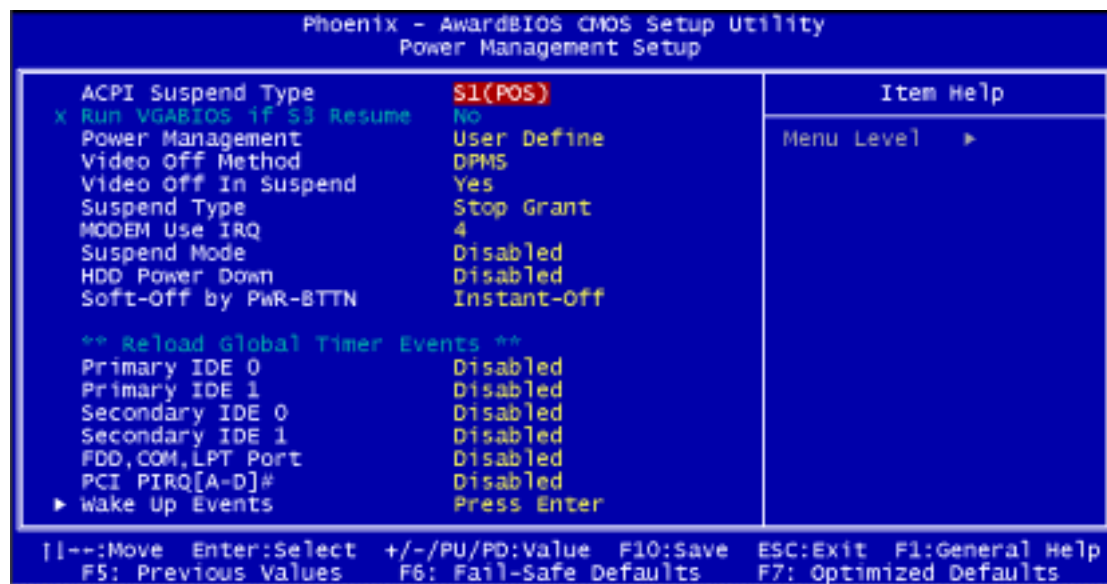 Phoenix - AwardBIOS CMOS Setup Utility
Power Management Setup
ACPI Suspend Type S1(POS)
x Run VGABIOS if S3 Resume No
Power Management User Define
Video Off Method DPMS
Video Off In Suspend Yes
Suspend Type Stop Grant
MODEM Use IRQ 4
Suspend Mode Disabled
HDD Power Down Disabled
Soft-Off by PWR-BTTN Instant-Off
** Reload Global Timer Events **
Primary IDE 0 Disabled
Primary IDE 1 Disabled
Secondary IDE 0 Disabled
Secondary IDE 1 Disabled
FDD,COM,LPT Port Disabled
PCI PIRQ[A-D]# Disabled
► Wake Up Events Press Enter
Item Help
Menu Level ►
↑↓→←:Move Enter:Select +/-/PU/PD:Value F10:Save ESC:Exit F1:General Help
F5: Previous Values F6: Fail-Safe Defaults F7: Optimized Defaults